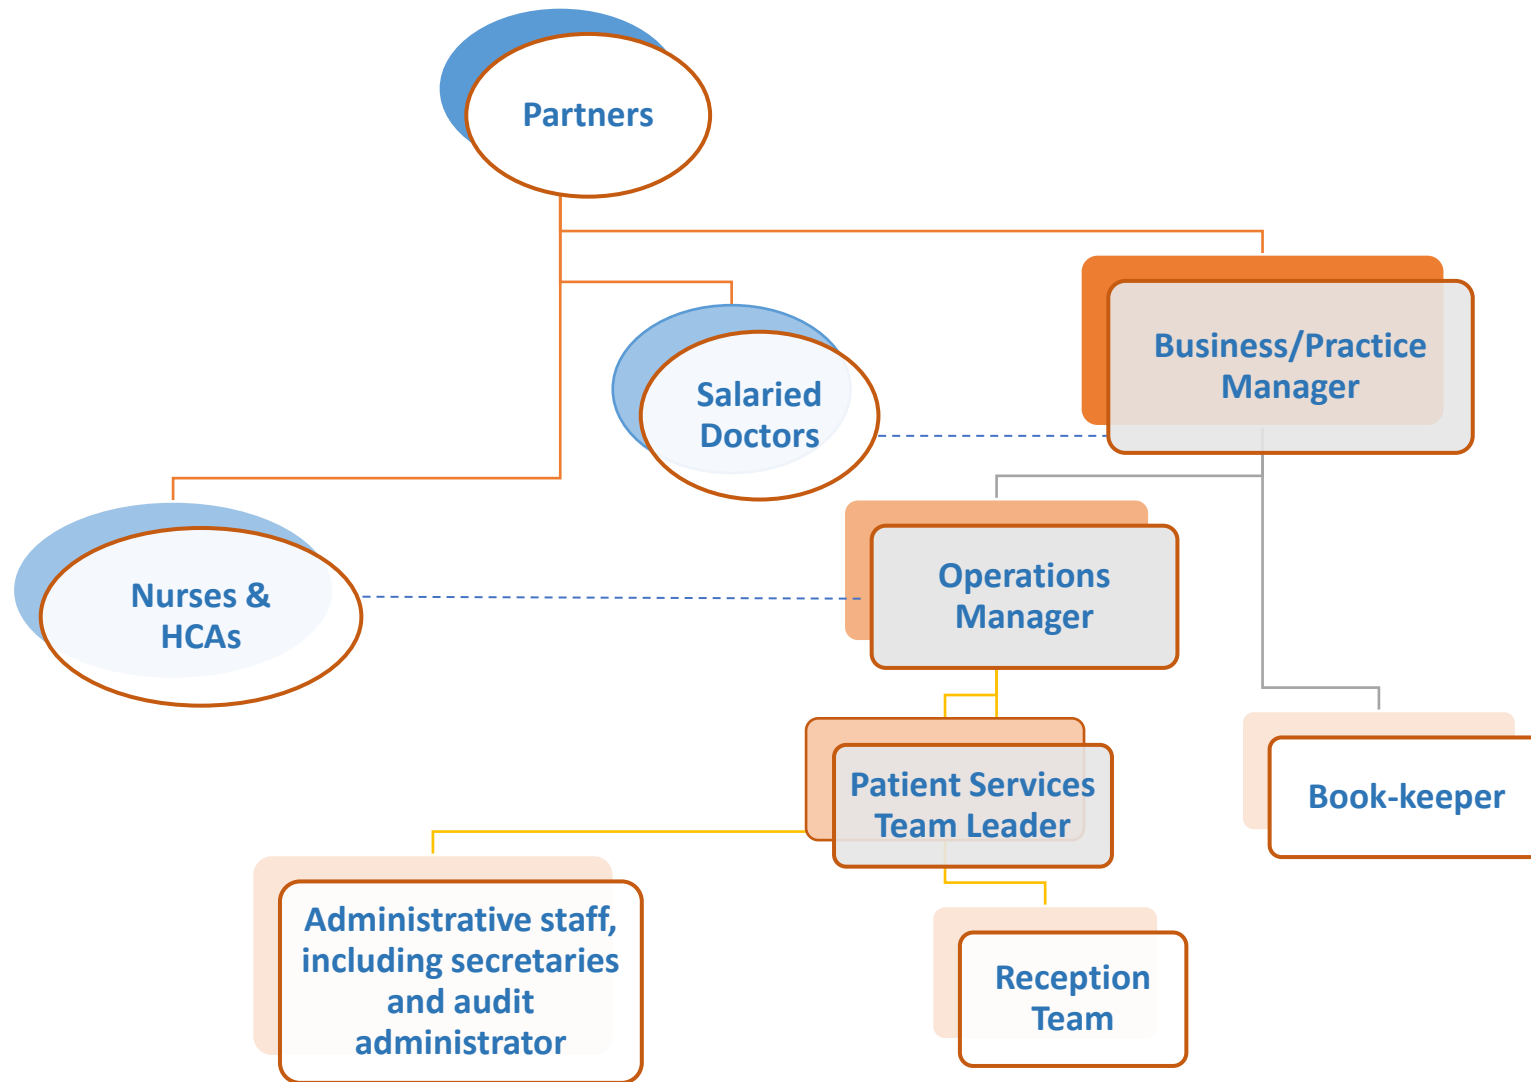 Partners
Business/Practice
Manager
Salaried
Doctors
Operations
Manager
Nurses &
HCAs
Patient Services
Team Leader
Book-keeper
Administrative staff,
including secretaries
and audit
administrator
Reception
Team